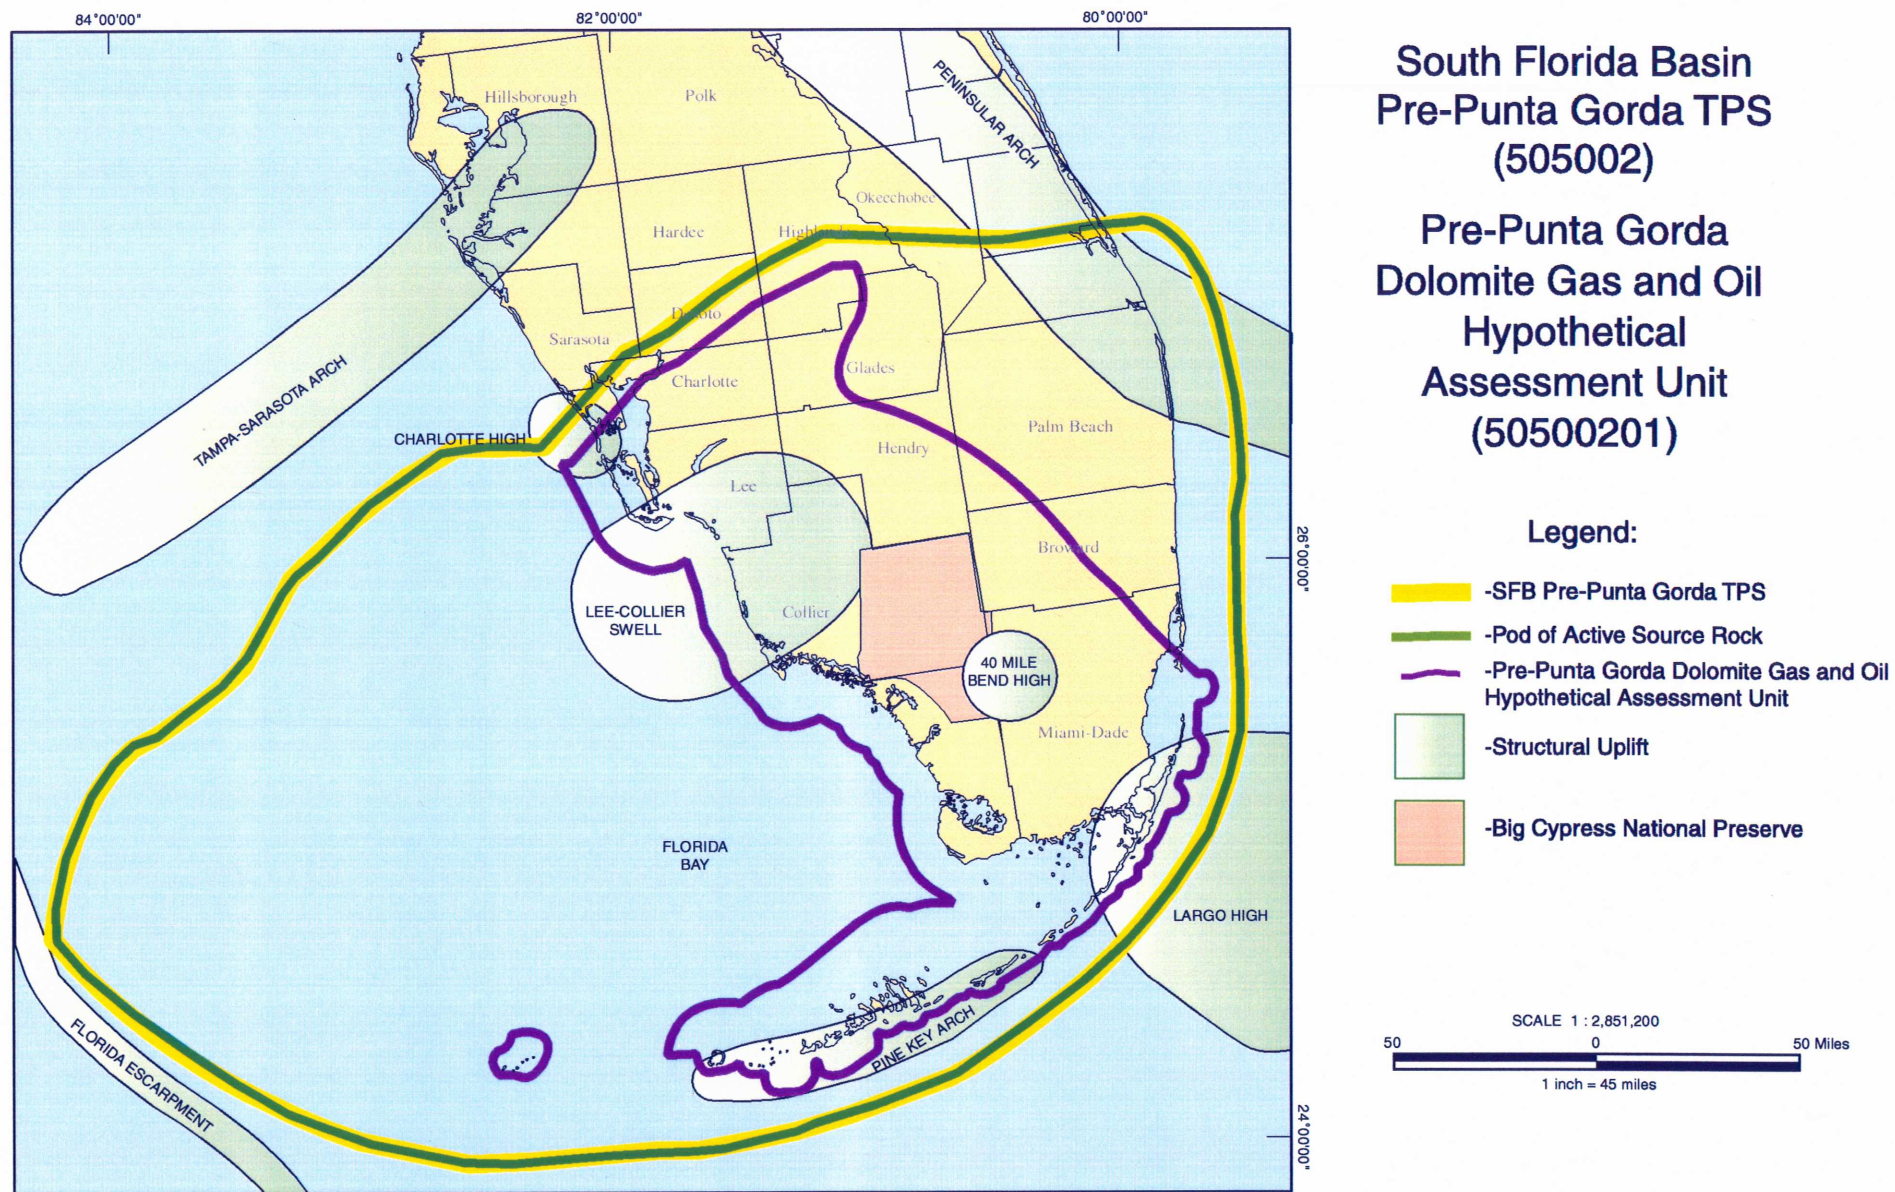 84°00'00"
82°00'00"
80°00'00"
South Florida Basin
Pre-Punta Gorda TPS
(505002)
Pre-Punta Gorda
Dolomite Gas and Oil
Hypothetical
Assessment Unit
(50500201)
Hillsborough
Polk
PENINSULAR ARCH
Okeechobee
Hardee
Highlands
DeSoto
Sarasota
TAMPA-SARASOTA ARCH
Charlotte
Glades
CHARLOTTE HIGH
Hendry
Palm Beach
Lee
Broward
26°00'00"
LEE-COLLIER
SWELL
Collier
40 MILE
BEND HIGH
Miami-Dade
FLORIDA
BAY
LARGO HIGH
PINE KEY ARCH
FLORIDA ESCARPMENT
24°00'00"
Legend:
-SFB Pre-Punta Gorda TPS
-Pod of Active Source Rock
-Pre-Punta Gorda Dolomite Gas and Oil
Hypothetical Assessment Unit
-Structural Uplift
-Big Cypress National Preserve
SCALE 1 : 2,851,200
50 0 50 Miles
1 inch = 45 miles